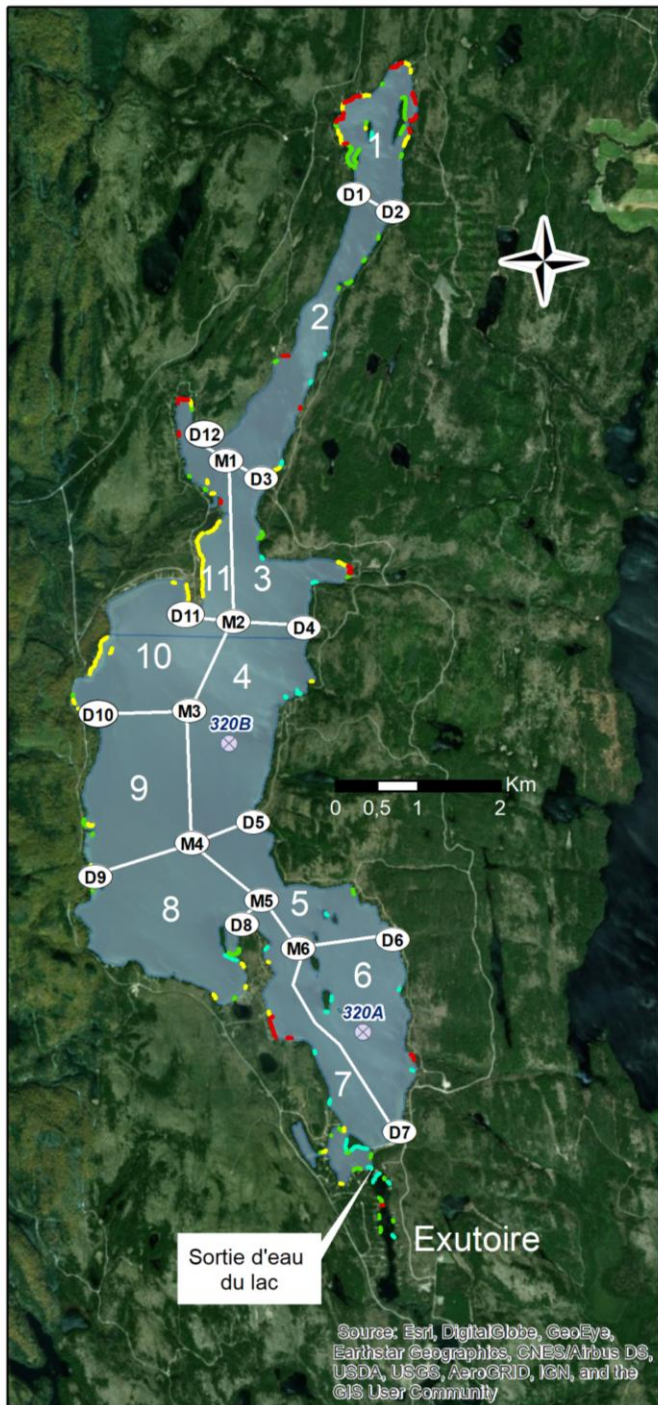 1
D1
D2
2
D12
M1
D3
11
3
D11
M2
D4
10
4
D10
M3
320B
Km
0 0,5 1 2
9
D5
M4
D9
8
M5
5
D8
M6
D6
6
320A
7
D7
Exutoire
Sortie d'eau
du lac
Source: Esri, DigitalGlobe, GeoEye,
Earthstar Geographics, CNES/Airbus DS,
USDA, USGS, AeroGRID, IGN, and the
GIS User Community